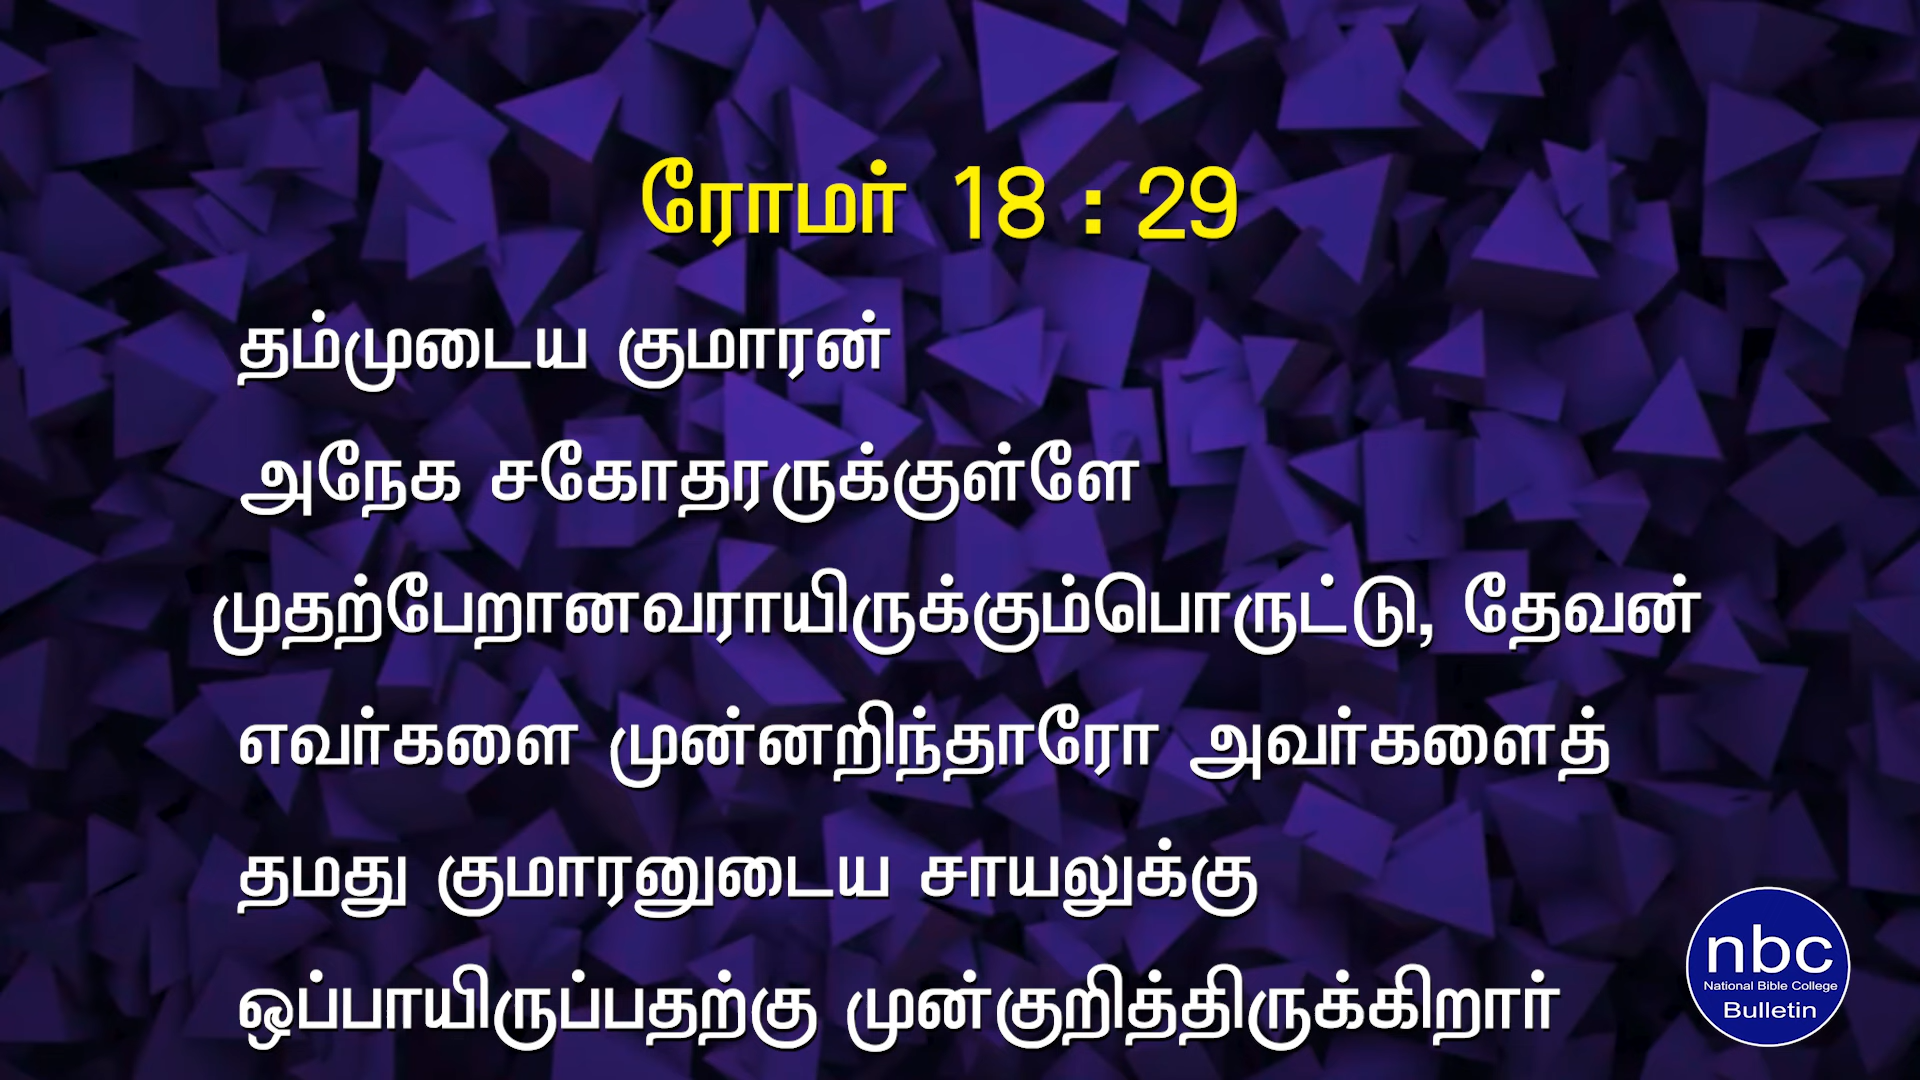 ரோமர் 18 : 29
தம்முடைய குமாரன்
அநேக சகோதரருக்குள்ளே
முதற்பேறானவராயிருக்கும்பொருட்டு, தேவன்
எவர்களை முன்னறிந்தாரோ அவர்களைத்
தமது குமாரனுடைய சாயலுக்கு
ஒப்பாயிருப்பதற்கு முன்குறித்திருக்கிறார்
nbc
National Bible College
Bulletin